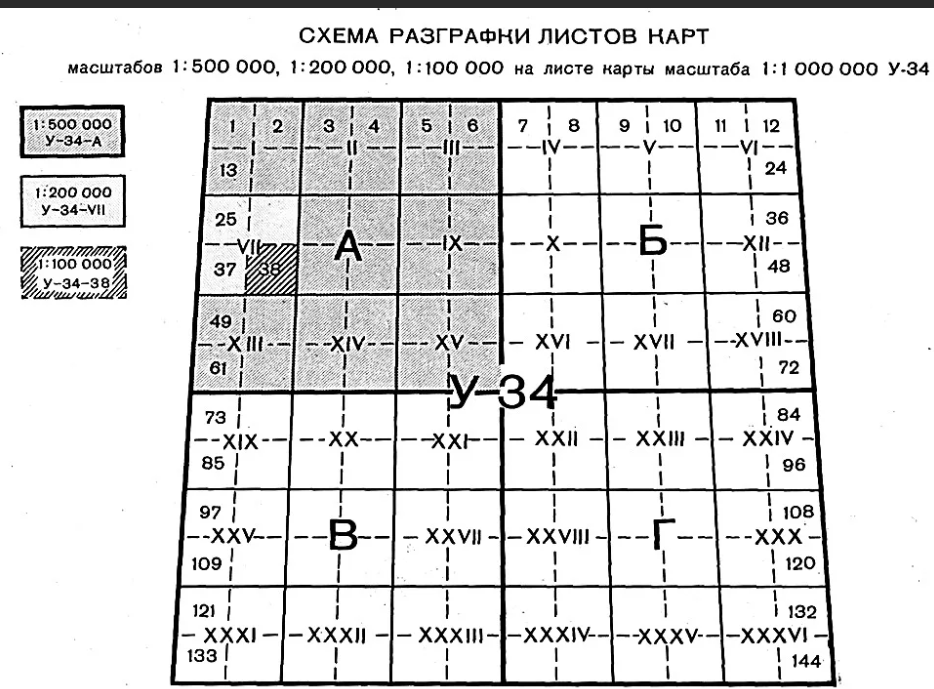 СХЕМА РАЗГРАФКИ ЛИСТОВ КАРТ
масштабов 1:500 000, 1:200 000, 1:100 000 на листе карты масштаба 1:1 000 000 У-34
1:500 000
У-34-А
1:200 000
У-34-VII
1:100 000
У-34-38
1 2 3 4 5 6 7 8 9 10 11 12
I II III IV V VI
13 24
25 36
VII А IX X Б XII
37 38 48
49 60
XIII XIV XV XVI XVII XVIII
61 72
У-34
73 84
XIX XX XXI XXII XXIII XXIV
85 96
97 108
XXV В XXVII XXVIII Г XXX
109 120
121 132
XXXI XXXII XXXIII XXXIV XXXV XXXVI
133 144